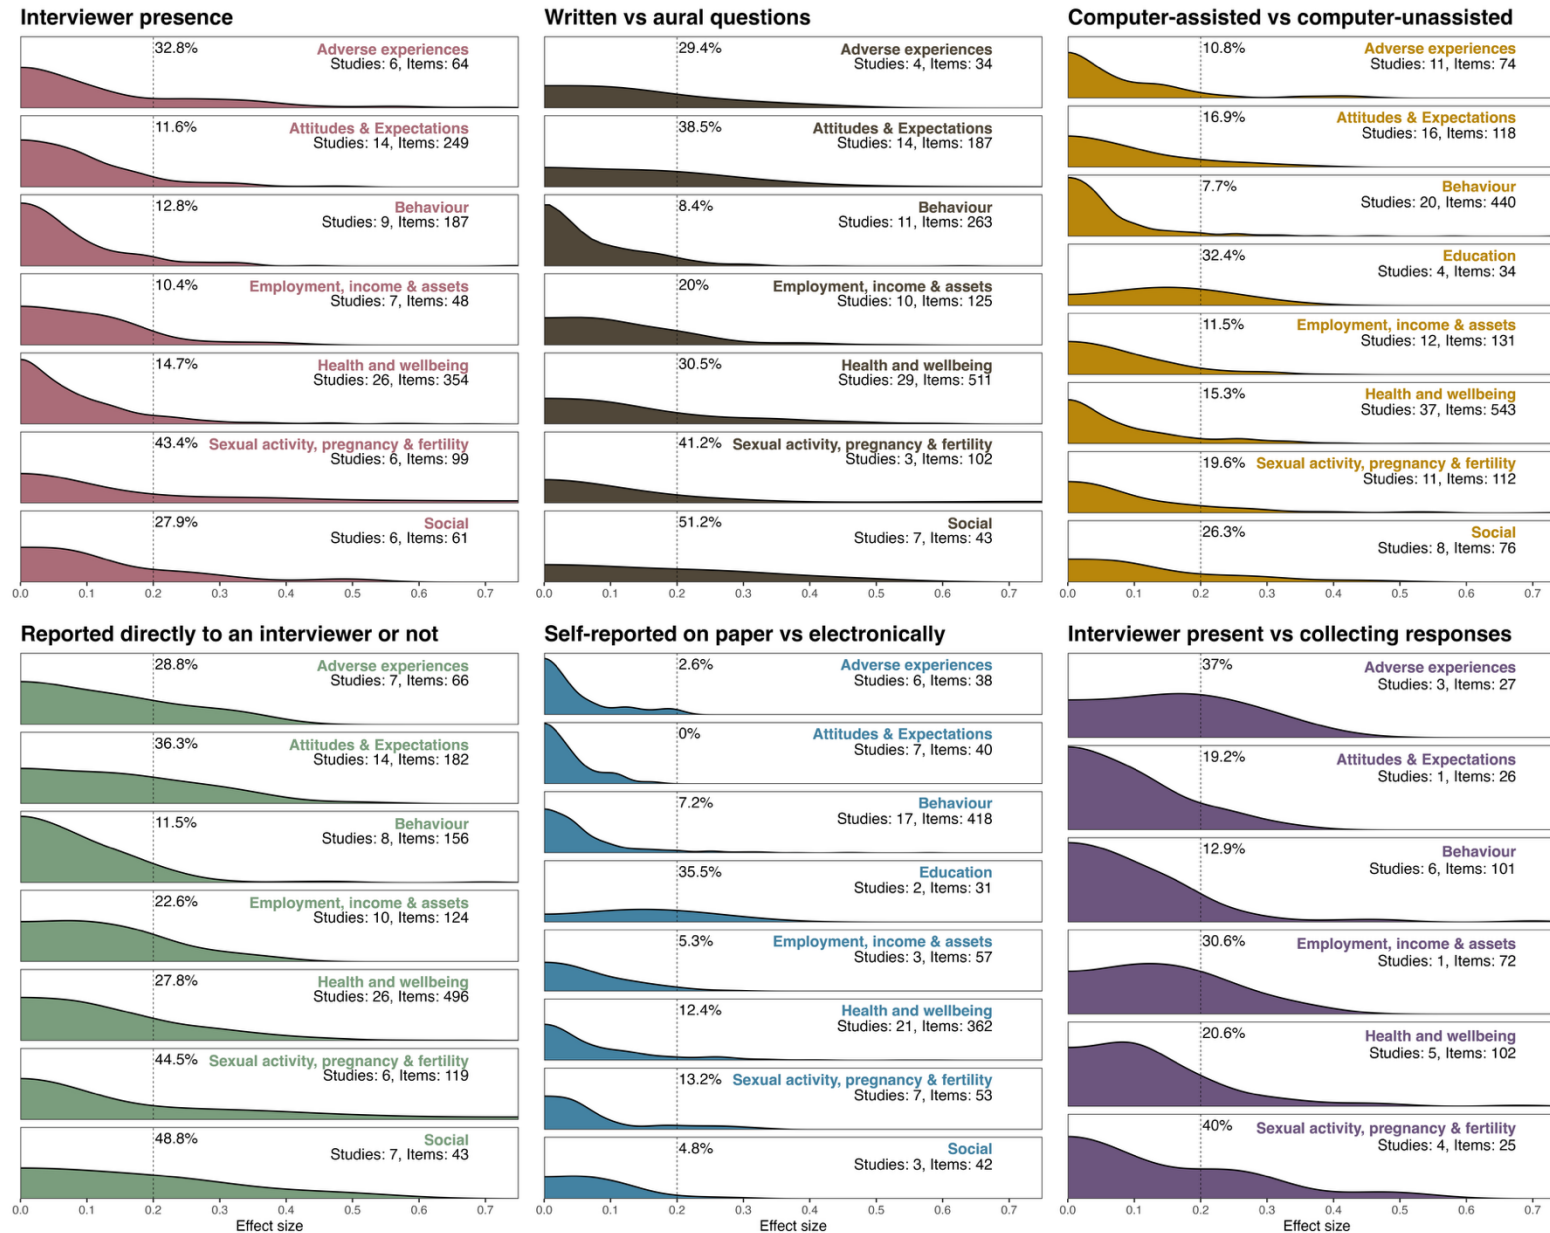 Interviewer presence
32.8%
Adverse experiences
Studies: 6, Items: 64
11.6%
Attitudes & Expectations
Studies: 14, Items: 249
12.8%
Behaviour
Studies: 9, Items: 187
10.4%
Employment, income & assets
Studies: 7, Items: 48
14.7%
Health and wellbeing
Studies: 26, Items: 354
43.4%
Sexual activity, pregnancy & fertility
Studies: 6, Items: 99
27.9%
Social
Studies: 6, Items: 61
0.0 0.1 0.2 0.3 0.4 0.5 0.6 0.7
Written vs aural questions
29.4%
Adverse experiences
Studies: 4, Items: 34
38.5%
Attitudes & Expectations
Studies: 14, Items: 187
8.4%
Behaviour
Studies: 11, Items: 263
20%
Employment, income & assets
Studies: 10, Items: 125
30.5%
Health and wellbeing
Studies: 29, Items: 511
41.2%
Sexual activity, pregnancy & fertility
Studies: 3, Items: 102
51.2%
Social
Studies: 7, Items: 43
0.0 0.1 0.2 0.3 0.4 0.5 0.6 0.7
Computer-assisted vs computer-unassisted
10.8%
Adverse experiences
Studies: 11, Items: 74
16.9%
Attitudes & Expectations
Studies: 16, Items: 118
7.7%
Behaviour
Studies: 20, Items: 440
32.4%
Education
Studies: 4, Items: 34
11.5%
Employment, income & assets
Studies: 12, Items: 131
15.3%
Health and wellbeing
Studies: 37, Items: 543
19.6%
Sexual activity, pregnancy & fertility
Studies: 11, Items: 112
26.3%
Social
Studies: 8, Items: 76
0.0 0.1 0.2 0.3 0.4 0.5 0.6 0.7
Reported directly to an interviewer or not
28.8%
Adverse experiences
Studies: 7, Items: 66
36.3%
Attitudes & Expectations
Studies: 14, Items: 182
11.5%
Behaviour
Studies: 8, Items: 156
22.6%
Employment, income & assets
Studies: 10, Items: 124
27.8%
Health and wellbeing
Studies: 26, Items: 496
44.5%
Sexual activity, pregnancy & fertility
Studies: 6, Items: 119
48.8%
Social
Studies: 7, Items: 43
0.0 0.1 0.2 0.3 0.4 0.5 0.6 0.7
Effect size
Self-reported on paper vs electronically
2.6%
Adverse experiences
Studies: 6, Items: 38
0%
Attitudes & Expectations
Studies: 7, Items: 40
7.2%
Behaviour
Studies: 17, Items: 418
35.5%
Education
Studies: 2, Items: 31
5.3%
Employment, income & assets
Studies: 3, Items: 57
12.4%
Health and wellbeing
Studies: 21, Items: 362
13.2%
Sexual activity, pregnancy & fertility
Studies: 7, Items: 53
4.8%
Social
Studies: 3, Items: 42
0.0 0.1 0.2 0.3 0.4 0.5 0.6 0.7
Effect size
Interviewer present vs collecting responses
37%
Adverse experiences
Studies: 3, Items: 27
19.2%
Attitudes & Expectations
Studies: 1, Items: 26
12.9%
Behaviour
Studies: 6, Items: 101
30.6%
Employment, income & assets
Studies: 1, Items: 72
20.6%
Health and wellbeing
Studies: 5, Items: 102
40%
Sexual activity, pregnancy & fertility
Studies: 4, Items: 25
0.0 0.1 0.2 0.3 0.4 0.5 0.6 0.7
Effect size